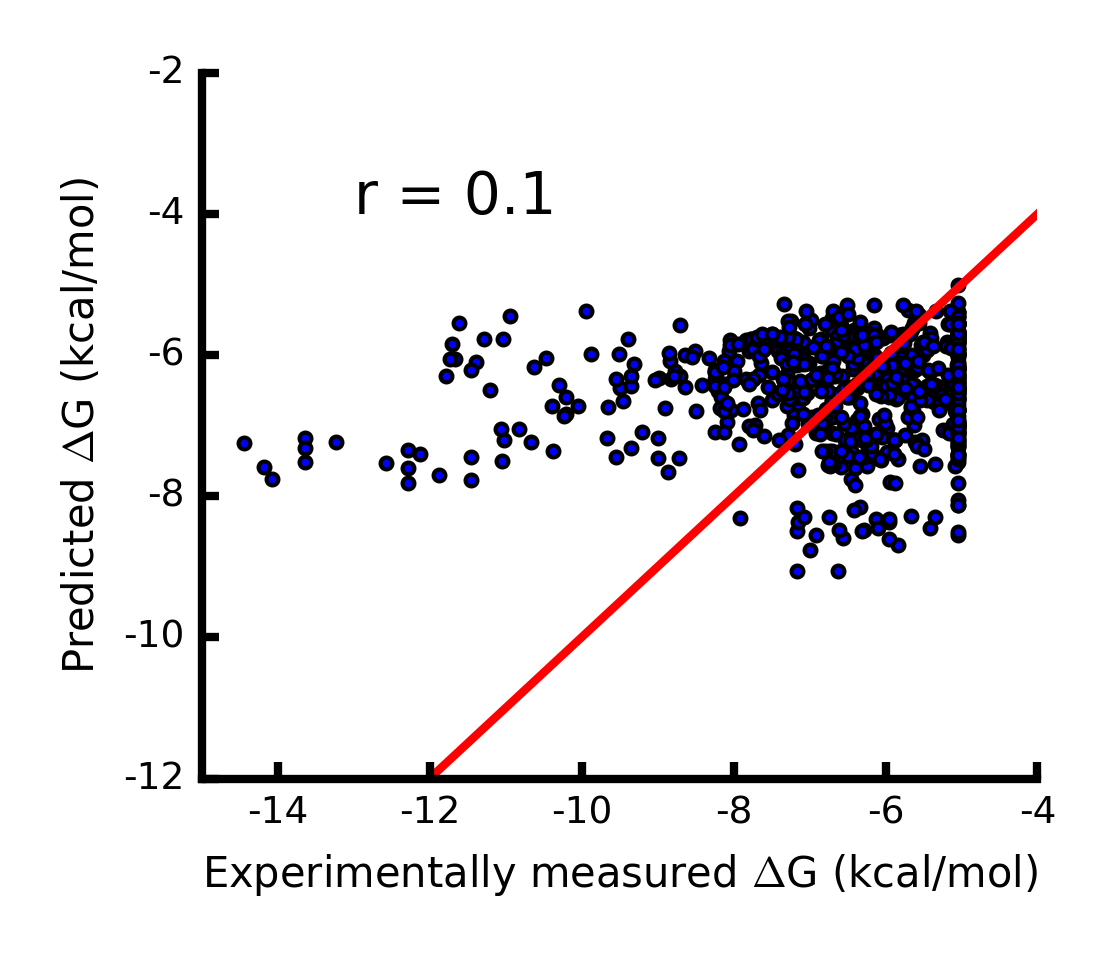 -2
-4
-6
-8
-10
-12
r = 0.1
Predicted ΔG (kcal/mol)
-14 -12 -10 -8 -6 -4
Experimentally measured ΔG (kcal/mol)